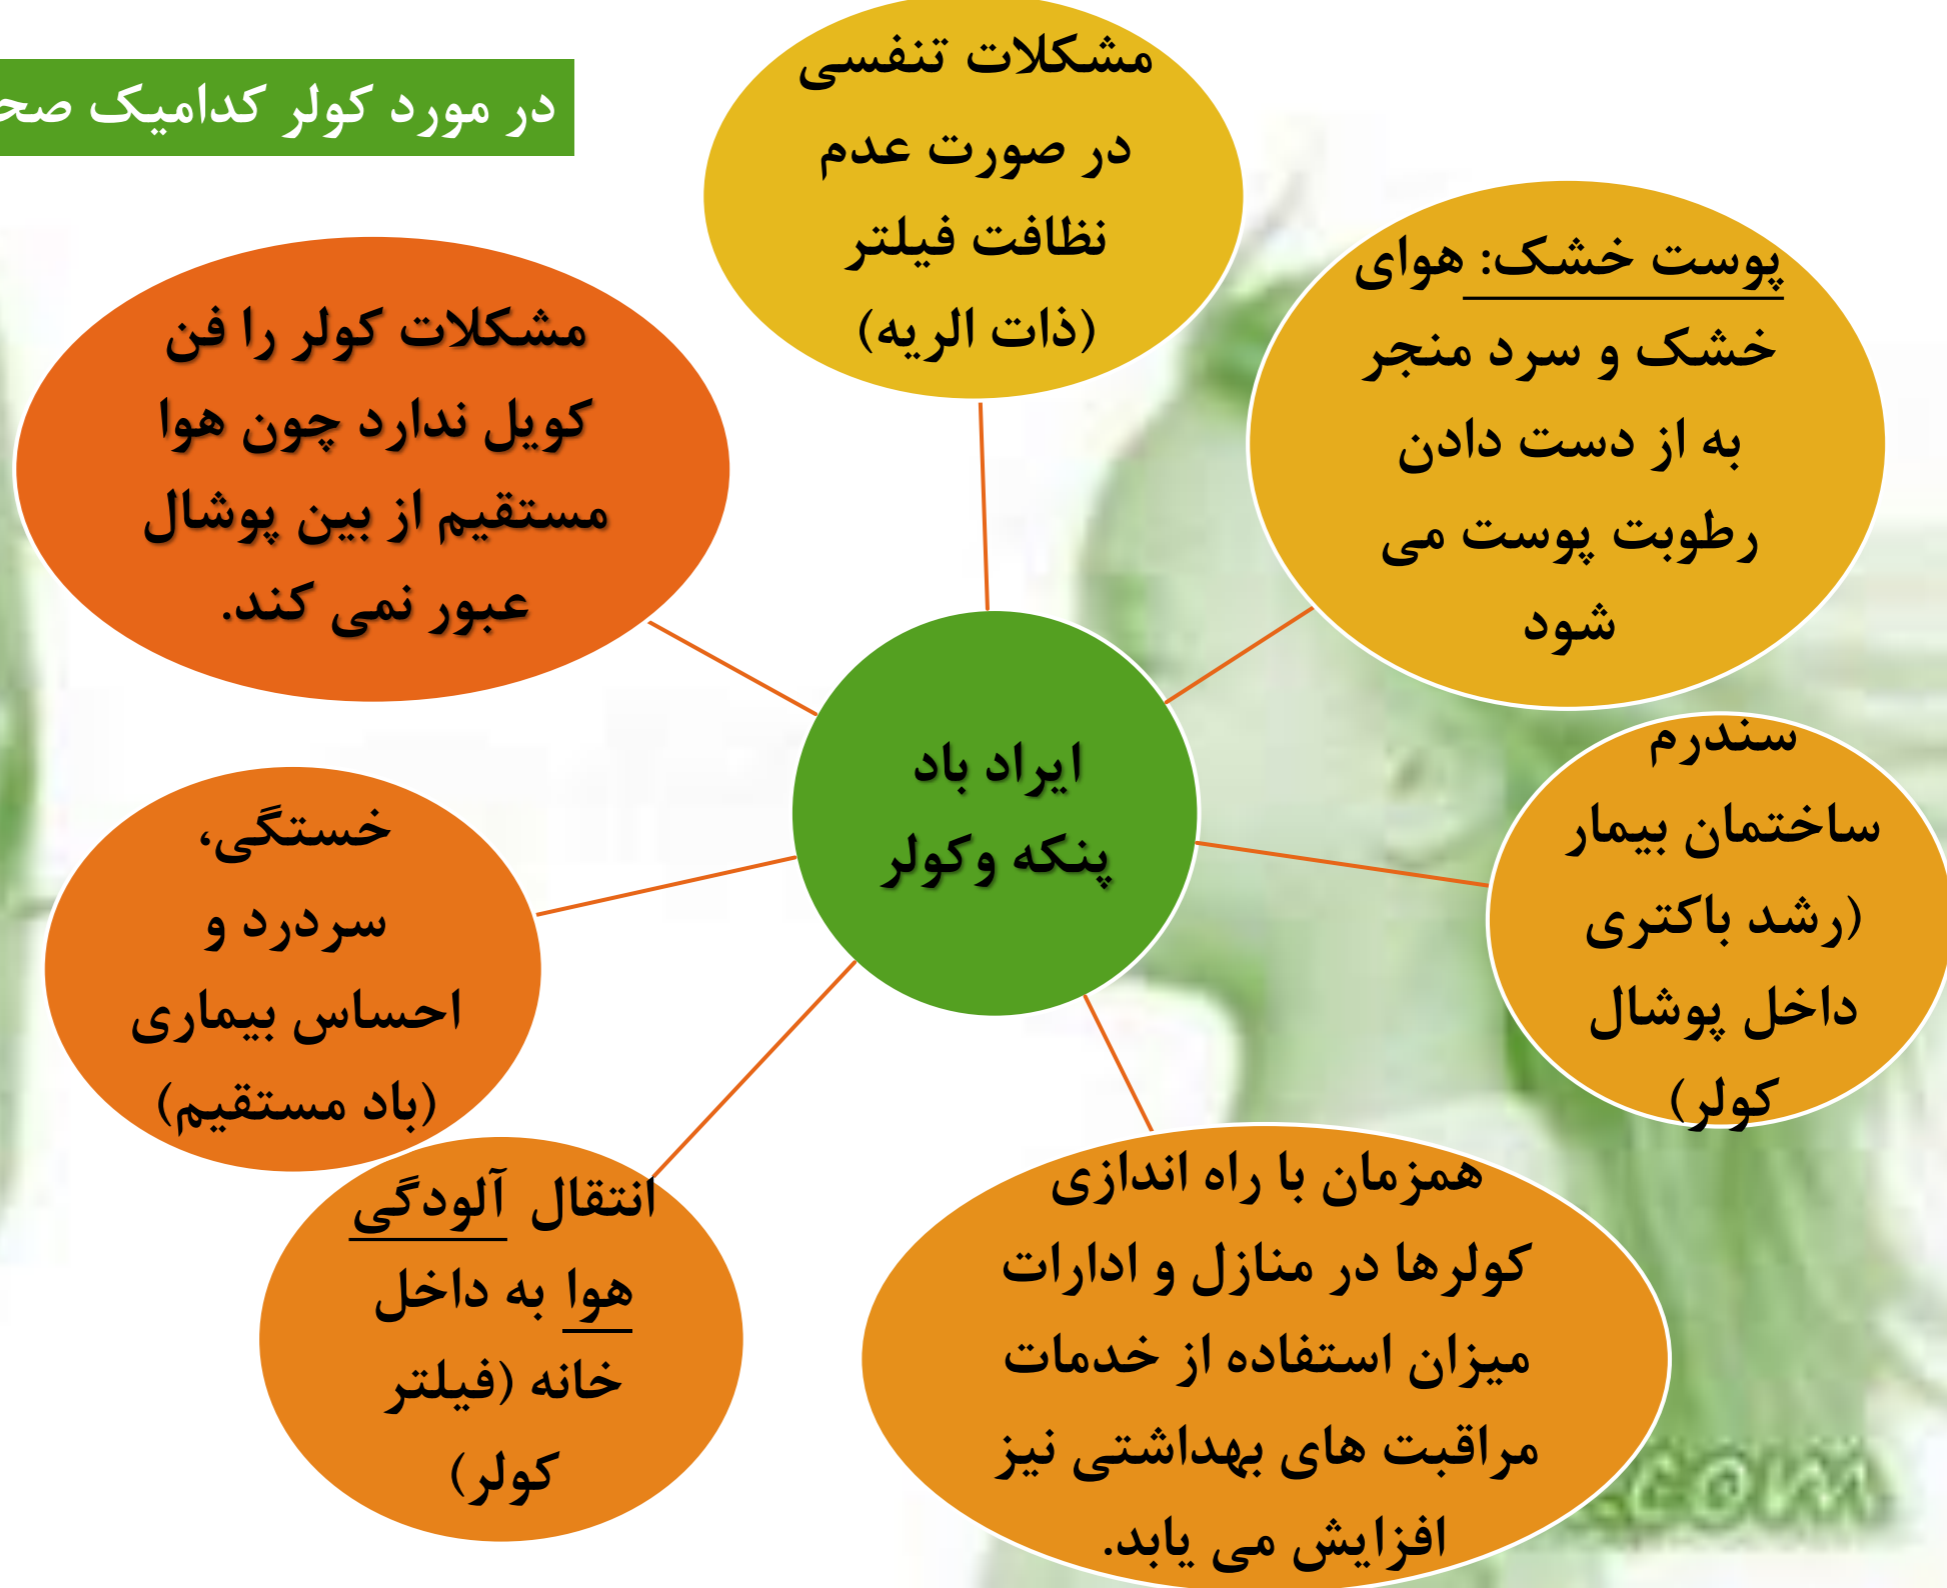 در مورد کولر کدامیک
مشکلات تنفسی
در صورت عدم
نظافت فیلتر
(ذات الریه)
پوست خشک: هوای
خشک و سرد منجر
به از دست دادن
رطوبت پوست می
شود
سندرم
ساختمان بیمار
(رشد باکتری
داخل پوشال
کولر)
همزمان با راه اندازی
کولرها در منازل و ادارات
میزان استفاده از خدمات
مراقبت های بهداشتی نیز
افزایش می یابد.
انتقال آلودگی
هوا به داخل
خانه (فیلتر
کولر)
خستگی،
سردرد و
احساس بیماری
(باد مستقیم)
مشکلات کولر را فن
کویل ندارد چون هوا
مستقیم از بین پوشال
عبور نمی کند.
ایراد باد
پنکه وکولر
.com